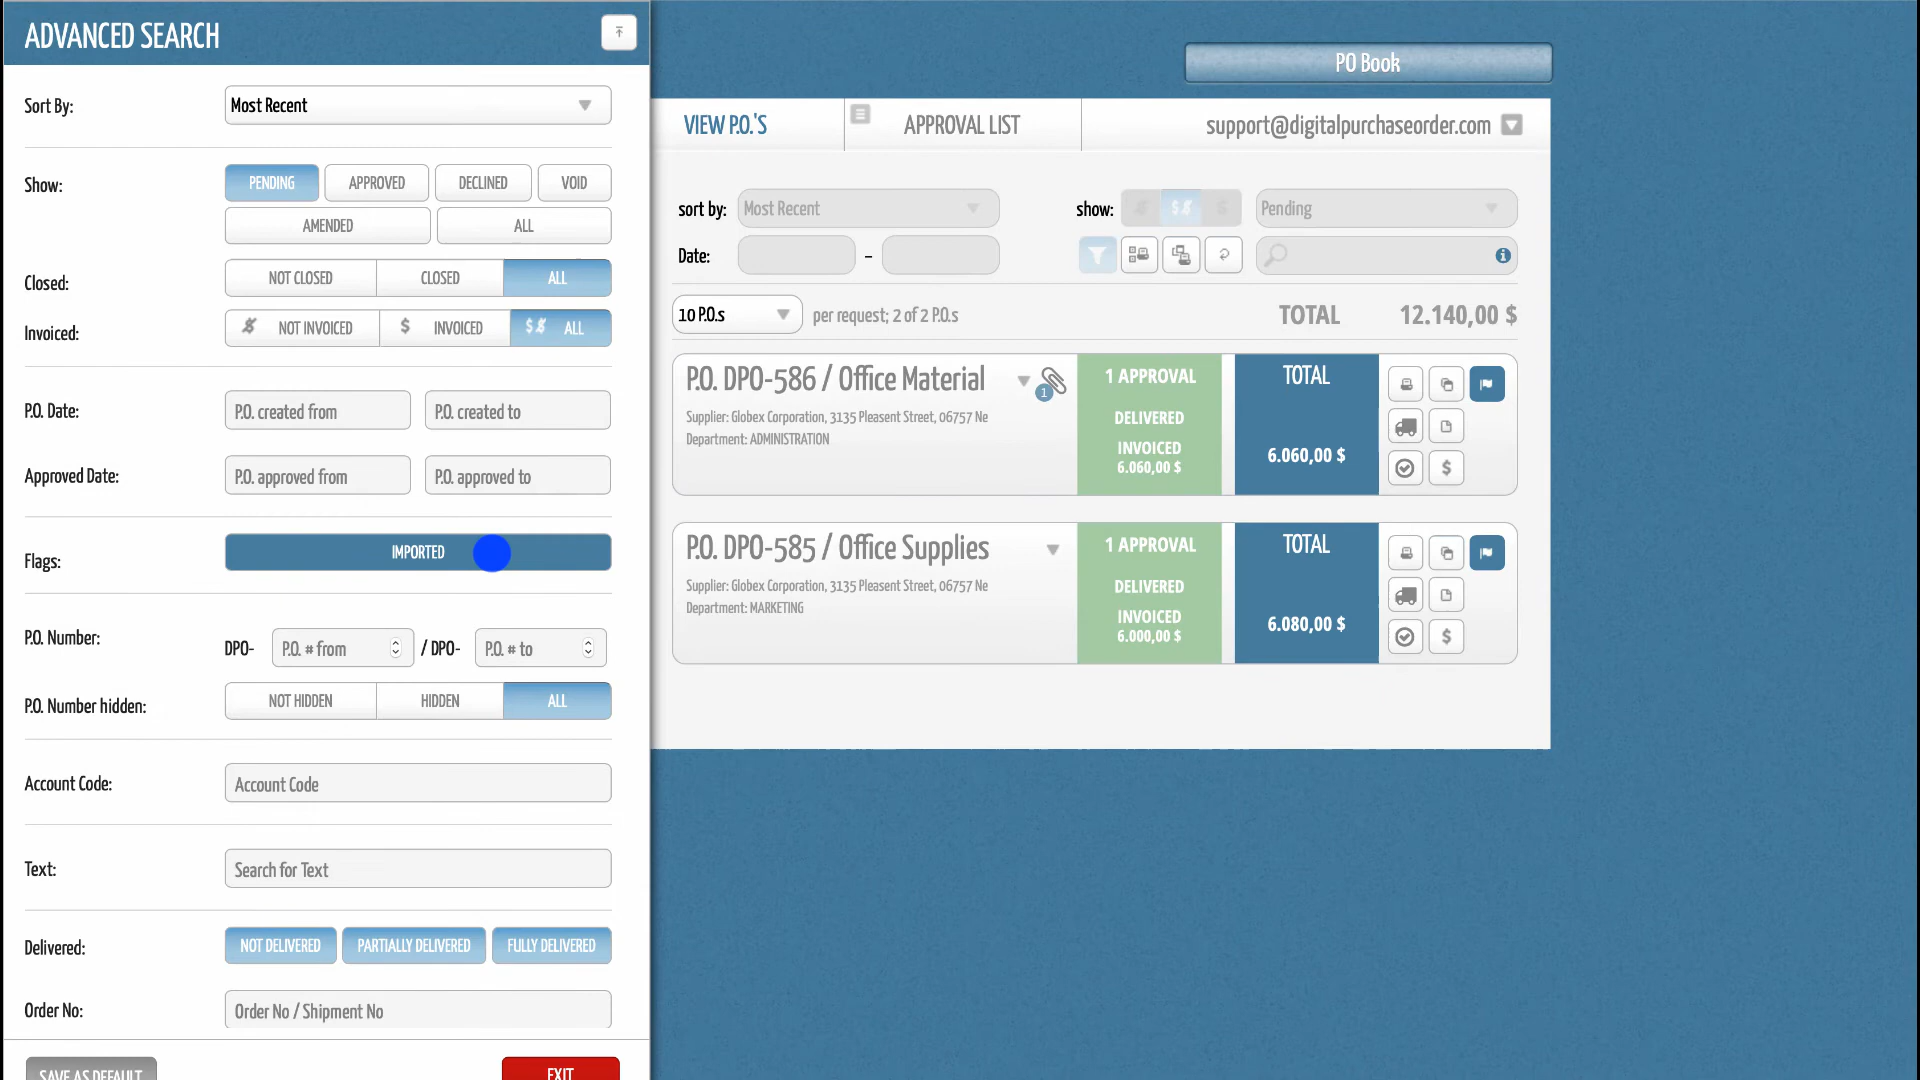 ADVANCED SEARCH
Sort By:
Most Recent
Show:
PENDING
APPROVED
DECLINED
VOID
AMENDED
ALL
Closed:
NOT CLOSED
CLOSED
ALL
Invoiced:
$ NOT INVOICED
$ INVOICED
$ $ ALL
P.O. Date:
P.O. created from
P.O. created to
Approved Date:
P.O. approved from
P.O. approved to
Flags:
IMPORTED
P.O. Number:
DPO-
P.O. # from
/ DPO-
P.O. # to
P.O. Number hidden:
NOT HIDDEN
HIDDEN
ALL
Account Code:
Account Code
Text:
Search for Text
Delivered:
NOT DELIVERED
PARTIALLY DELIVERED
FULLY DELIVERED
Order No:
Order No / Shipment No
SAVE AS DEFAULT
EXIT
PO Book
VIEW P.O.'S
APPROVAL LIST
support@digitalpurchaseorder.com
sort by:
Most Recent
show:
$ $ $ $
Pending
Date:
–
10 P.O.s
per request; 2 of 2 P.O.s
TOTAL
12.140,00 $
P.O. DPO-586 / Office Material
1
Supplier: Globex Corporation, 3135 Pleasent Street, 06757 Ne
Department: ADMINISTRATION
1 APPROVAL
DELIVERED
INVOICED
6.060,00 $
TOTAL
6.060,00 $
$
P.O. DPO-585 / Office Supplies
Supplier: Globex Corporation, 3135 Pleasent Street, 06757 Ne
Department: MARKETING
1 APPROVAL
DELIVERED
INVOICED
6.000,00 $
TOTAL
6.080,00 $
$